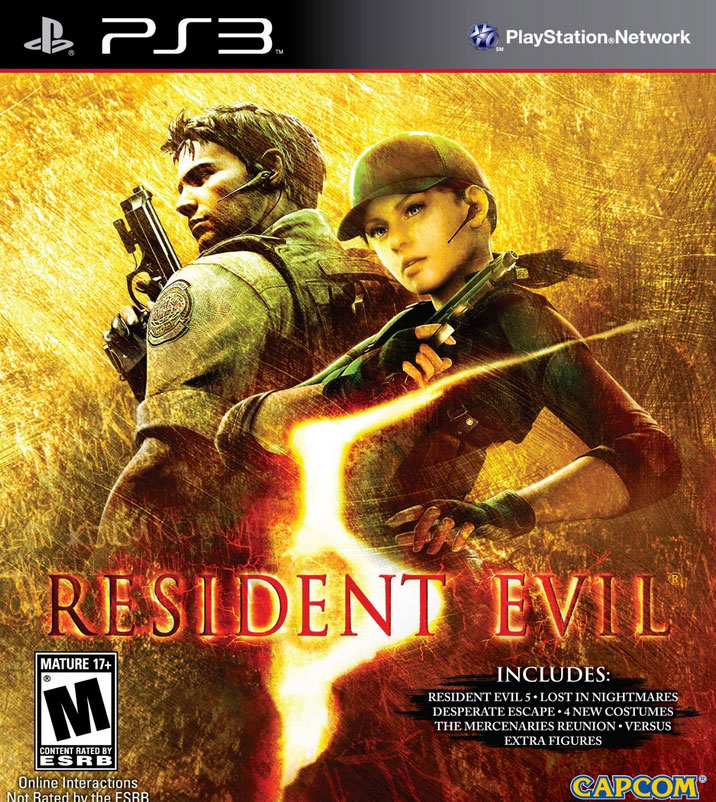 PS3
TM
SM
PlayStation®Network
5
RESIDENT EVIL®
MATURE 17+
®
M
CONTENT RATED BY
ESRB
Online Interactions
Not Rated by the ESRB
INCLUDES:
RESIDENT EVIL 5 • LOST IN NIGHTMARES
DESPERATE ESCAPE • 4 NEW COSTUMES
THE MERCENARIES REUNION • VERSUS
EXTRA FIGURES
CAPCOM®